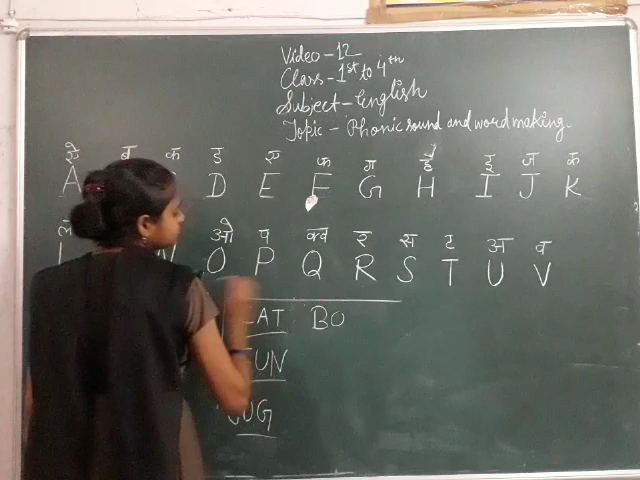 Video-12
Class-1st to 4th
Subject-English
Topic - Phonic sound and word making
ऐ ब क ड ए फ ग हे इ ज क
A D E F G H I J K
ओ प क्व र स ट अ व
O P Q R S T U V
AT BO
UN
UG